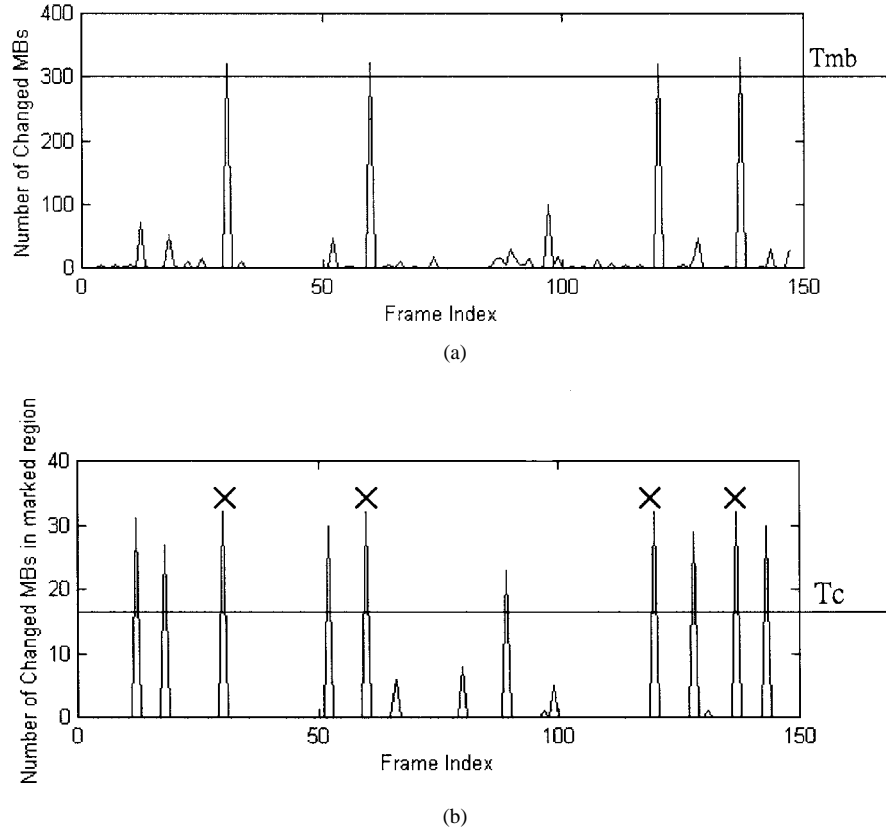 Number of Changed MBs
400
300
200
100
0
Tmb
0
50
100
150
Frame Index
(a)
Number of Changed MBs in marked region
40
30
20
10
0
Tc
0
50
100
150
Frame Index
(b)